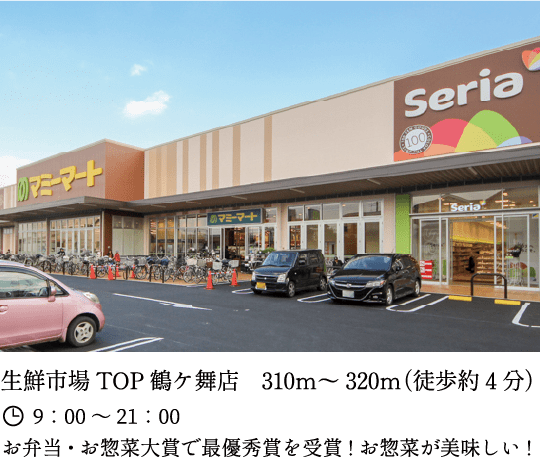 Seria
100
マミーマート
マミーマート
Seria
生鮮市場 TOP 鶴ケ舞店　310m〜320m（徒歩約4分）
9：00〜21：00
お弁当・お惣菜大賞で最優秀賞を受賞！お惣菜が美味しい！